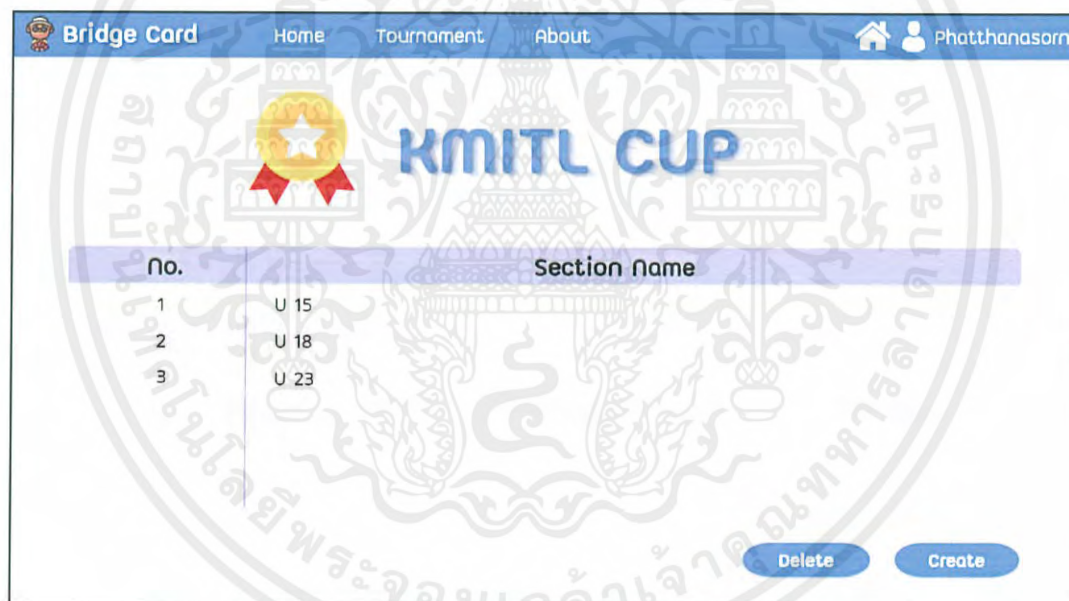 Bridge Card Home Tournament About Phatthanasorn
KMITL CUP
No. Section Name
1 U 15
2 U 18
3 U 23
Delete Create